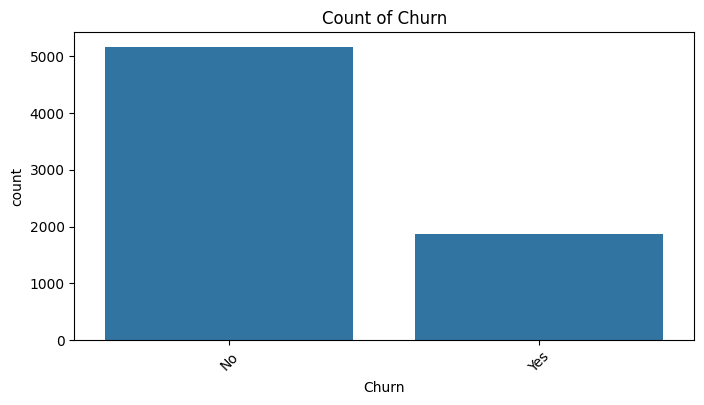 Count of Churn
count
5000
4000
3000
2000
1000
0
No
Yes
Churn